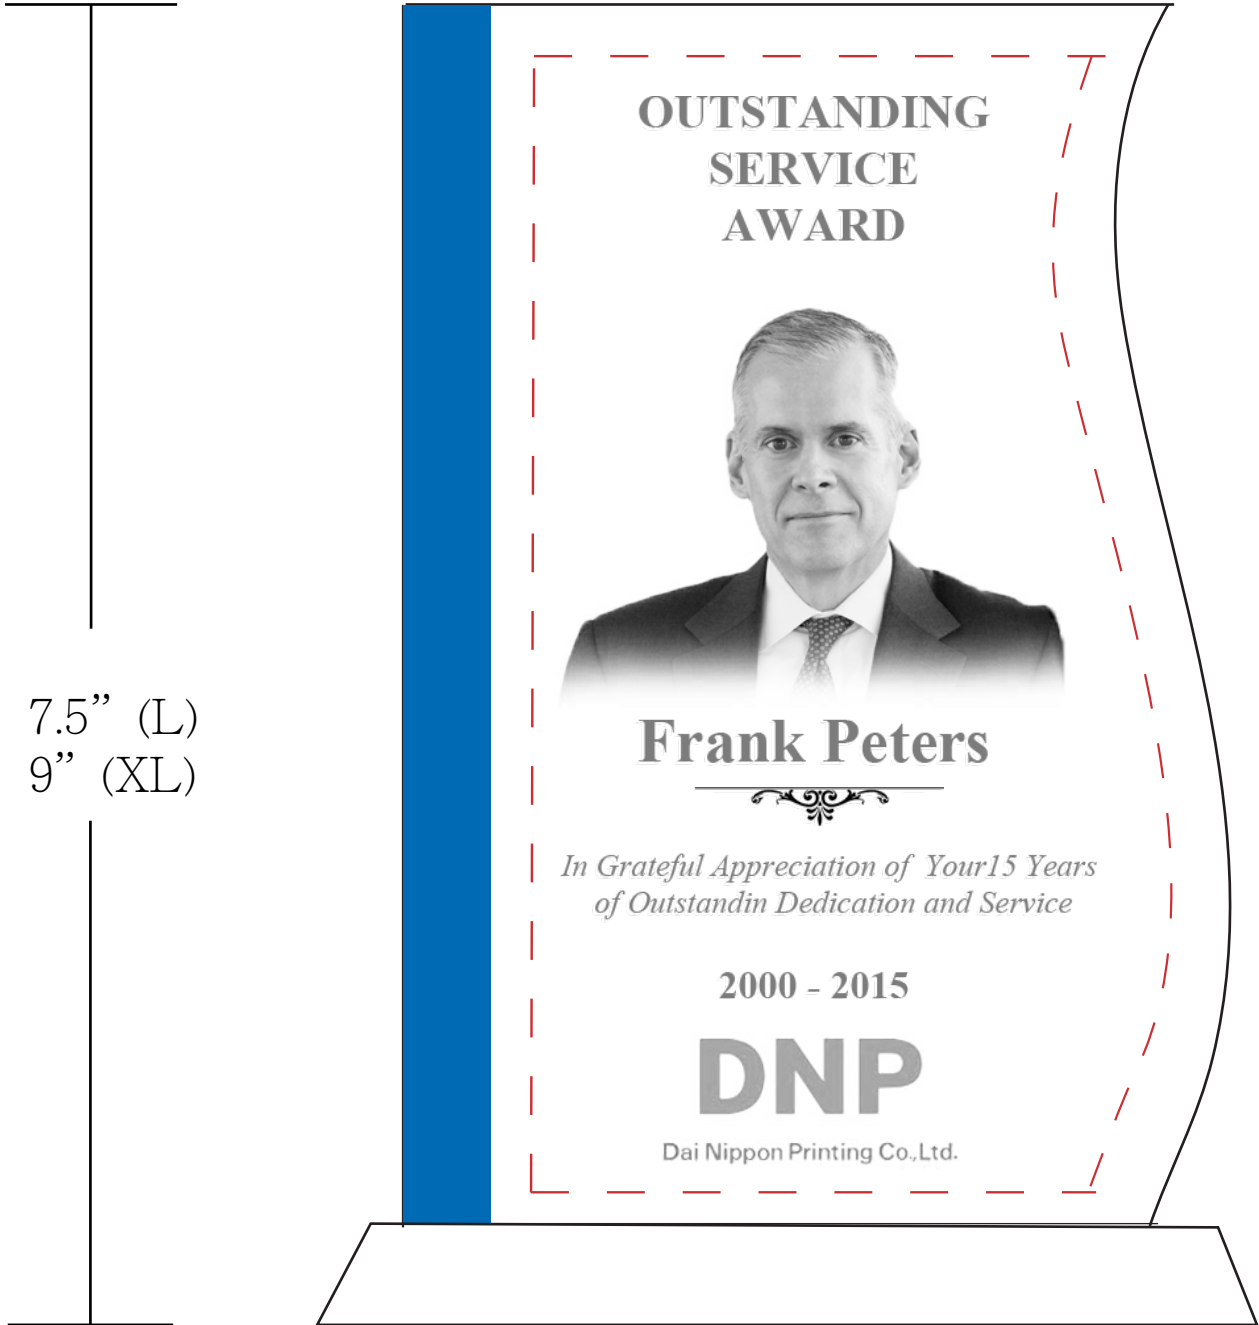 OUTSTANDING
SERVICE
AWARD
7.5” (L)
9” (XL)
Frank Peters
In Grateful Appreciation of Your15 Years
of Outstandin Dedication and Service
2000 - 2015
DNP
Dai Nippon Printing Co.,Ltd.